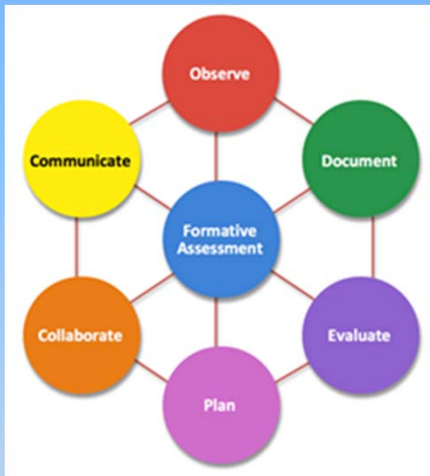 Observe
Document
Evaluate
Plan
Collaborate
Communicate
Formative
Assessment